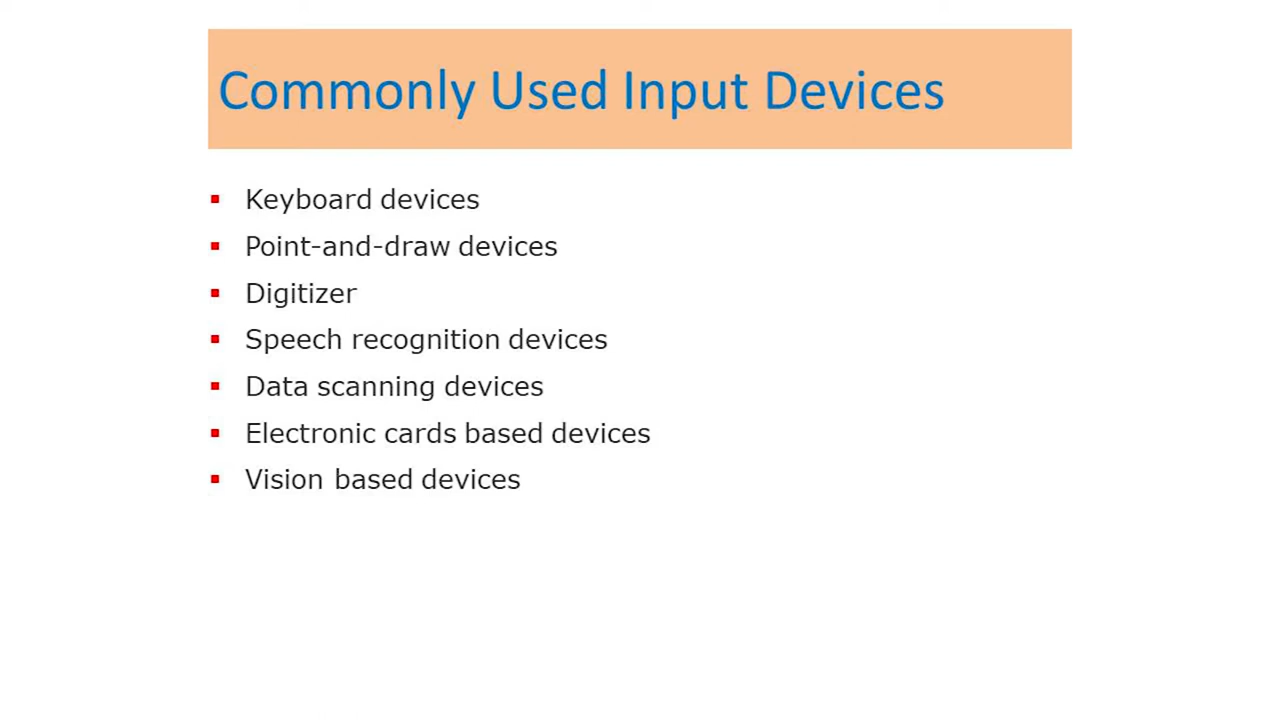 Commonly Used Input Devices
▪ Keyboard devices
▪ Point-and-draw devices
▪ Digitizer
▪ Speech recognition devices
▪ Data scanning devices
▪ Electronic cards based devices
▪ Vision based devices